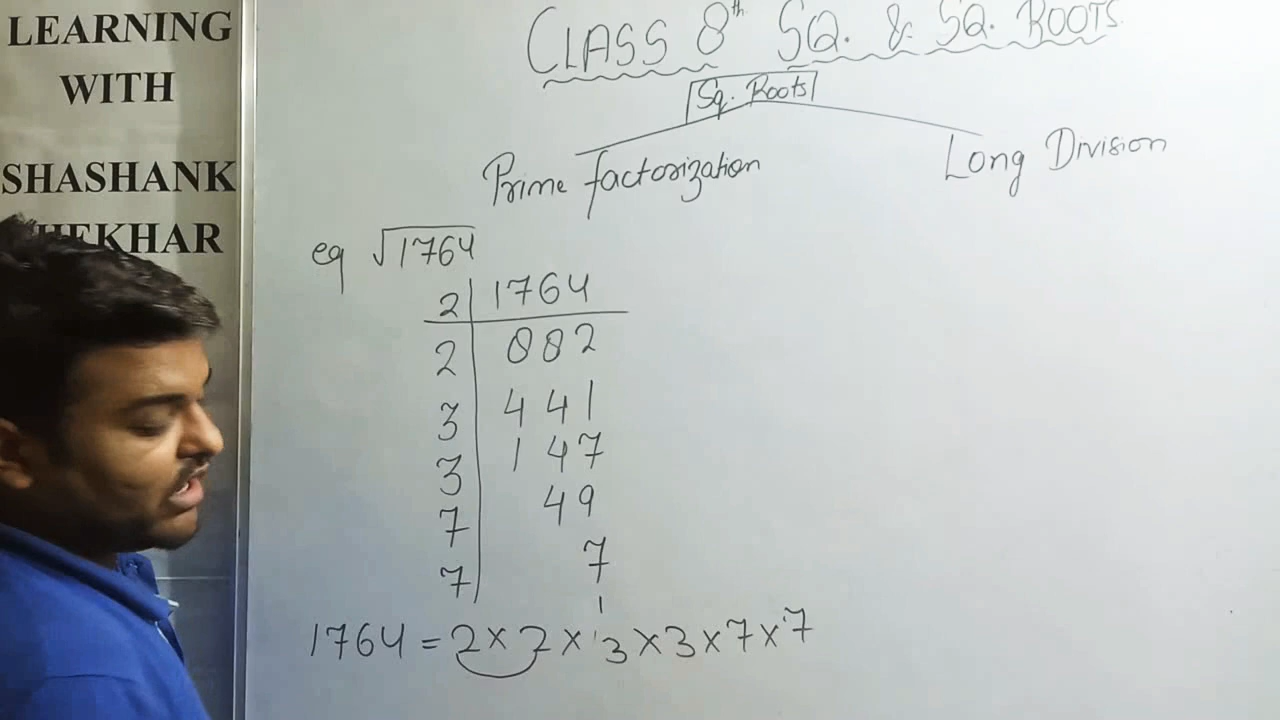 LEARNING
WITH
SHASHANK
HEKHAR
CLASS 8th SQ. & SQ. ROOTS
Sq. Roots
Prime factorization
Long Division
eg √1764
2 | 1764
2 | 882
3 | 441
3 | 147
7 | 49
7 | 7
1
1764 = 2 × 2 × 3 × 3 × 7 × 7